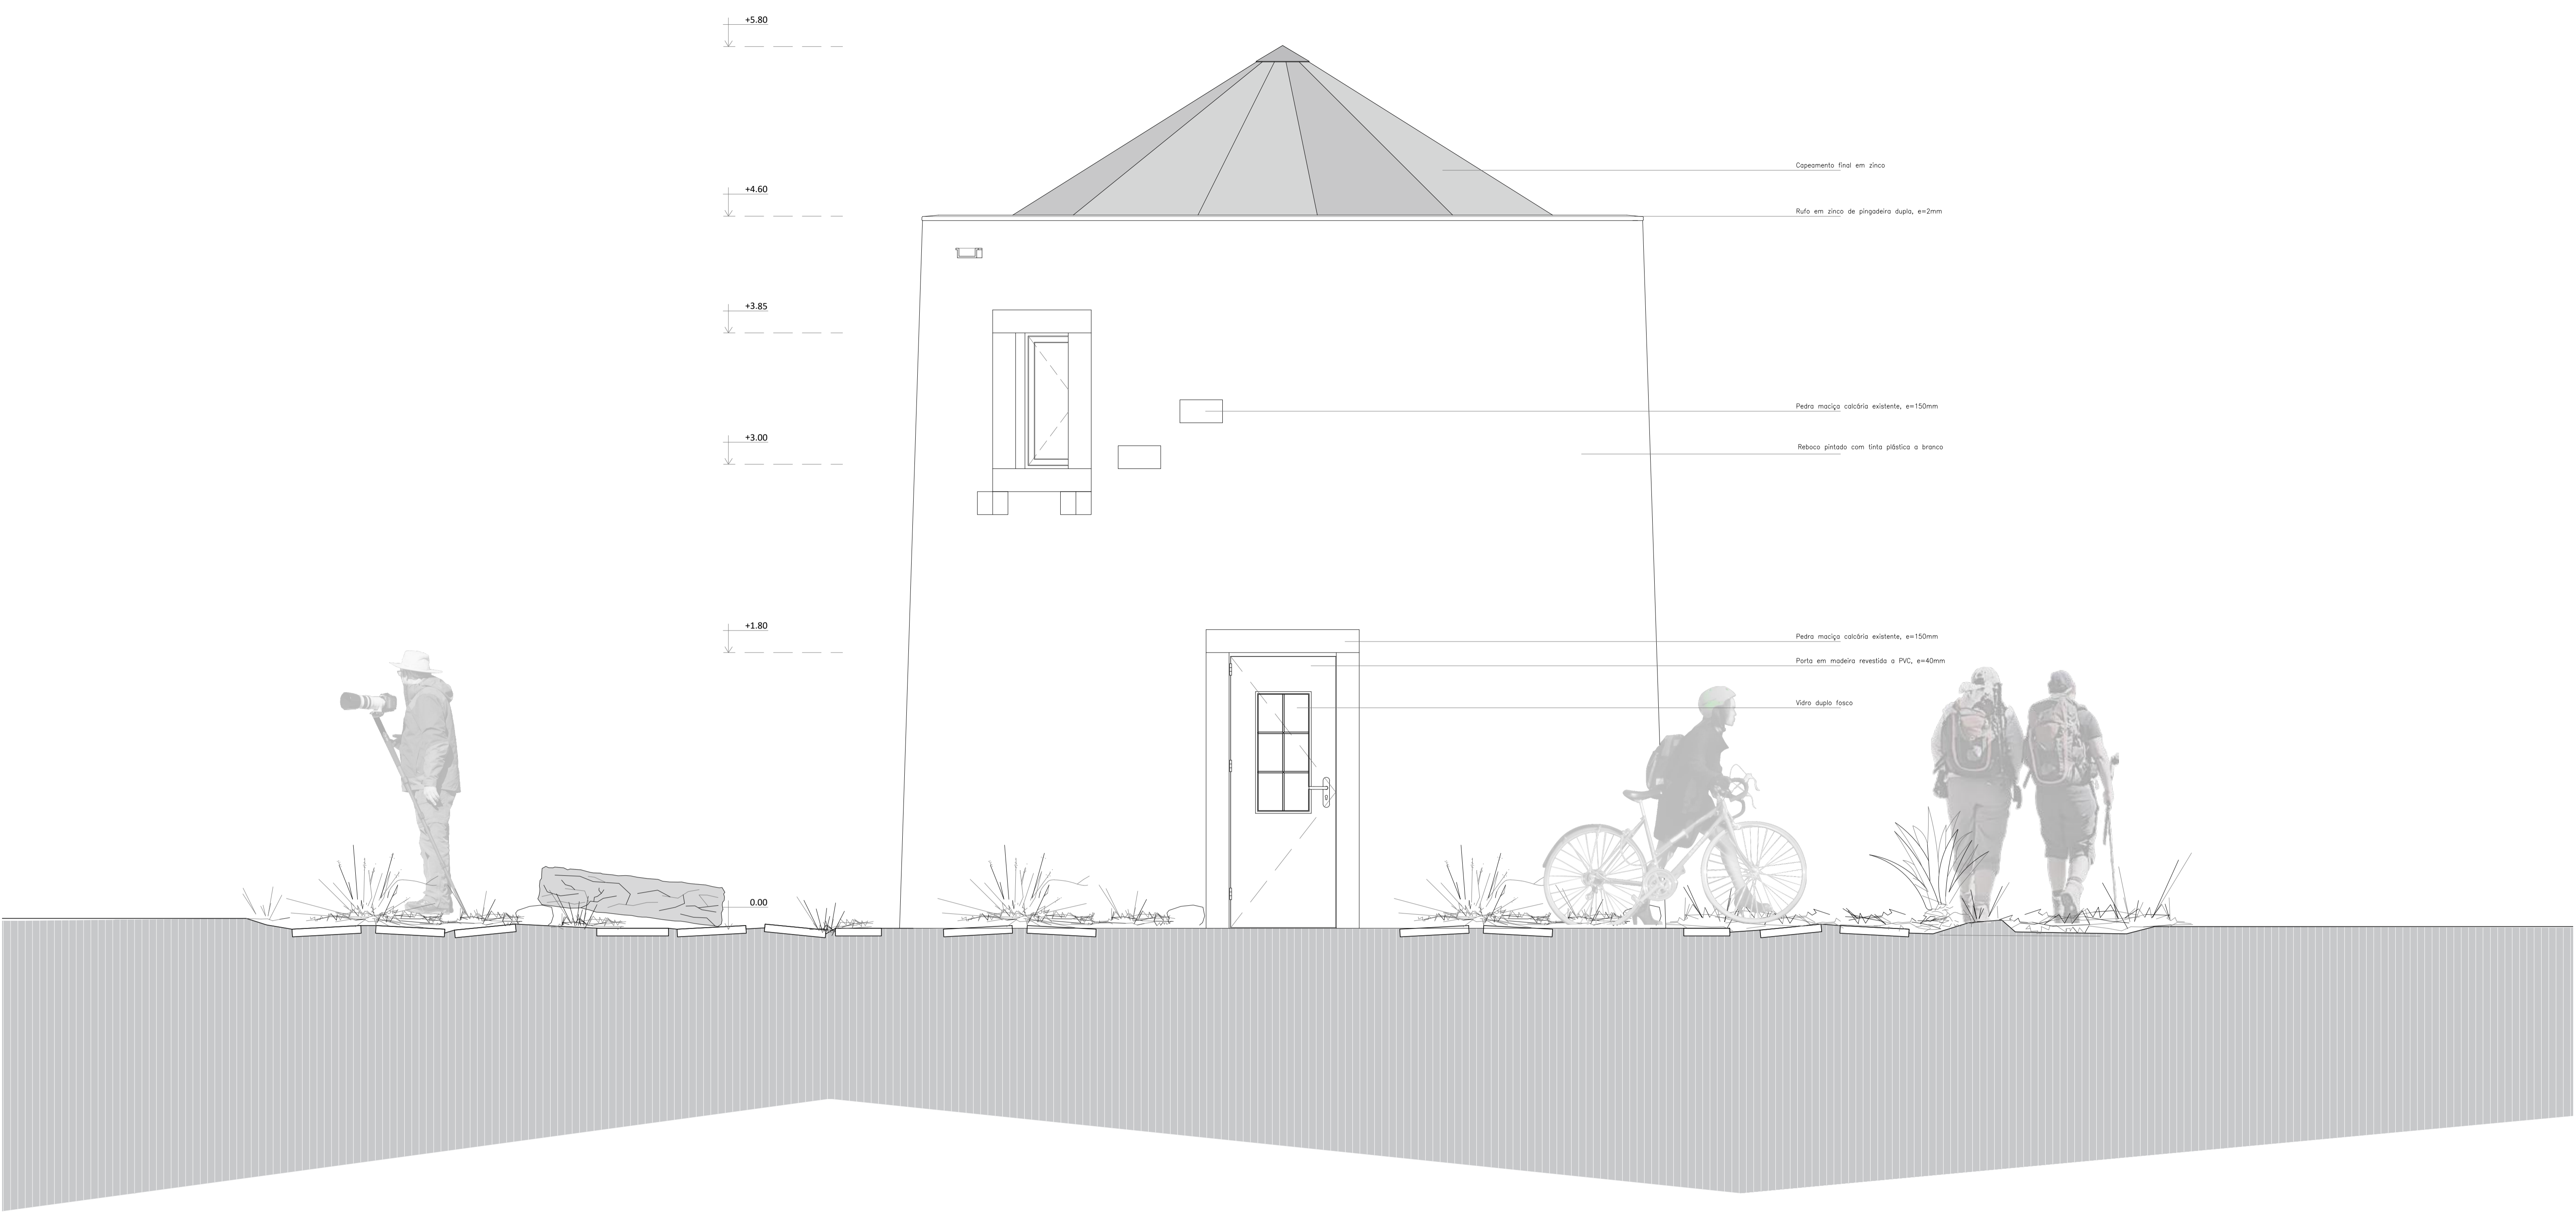 +5.80
Capeamento final em zinco
+4.60
Rufo em zinco de pingadeira dupla, e=2mm
+3.85
Pedra maciça calcária existente, e=150mm
+3.00
Reboco pintado com tinta plástica a branco
+1.80
Pedra maciça calcária existente, e=150mm
Porta em madeira revestida a PVC, e=40mm
Vidro duplo fosco
0.00